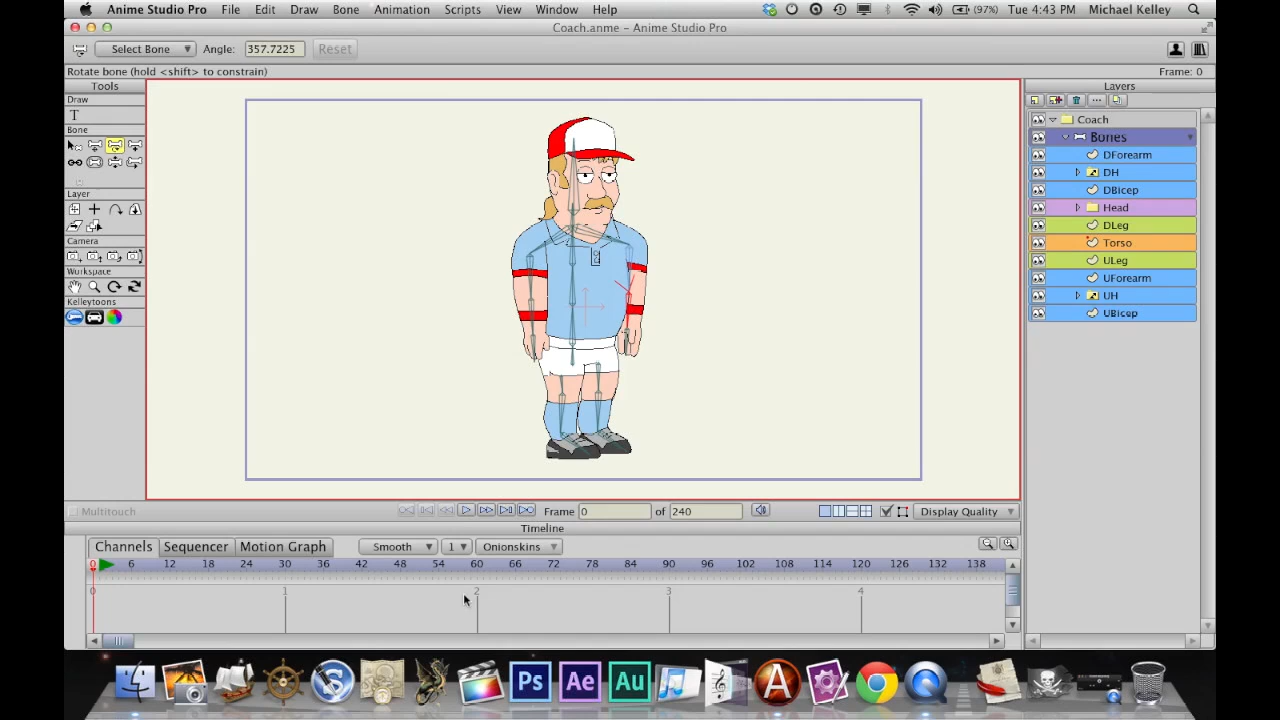 Anime Studio Pro File Edit Draw Bone Animation Scripts View Window Help (97%) Tue 4:43 PM Michael Kelley
Coach.anme - Anime Studio Pro
Select Bone Angle: 357.7225 Reset
Rotate bone (hold <shift> to constrain) Frame: 0
Tools
Layers
Draw
T
Bone
Layer
Camera
Workspace
Kelleytoons
Coach
Bones
DForearm
DH
DBicep
Head
DLeg
Torso
ULeg
UForearm
UH
UBicep
Multitouch Frame 0 of 240 Display Quality
Timeline
Channels Sequencer Motion Graph Smooth 1 Onionskins
0 6 12 18 24 30 36 42 48 54 60 66 72 78 84 90 96 102 108 114 120 126 132 138
0 1 2 3 4
Ps Ae Au